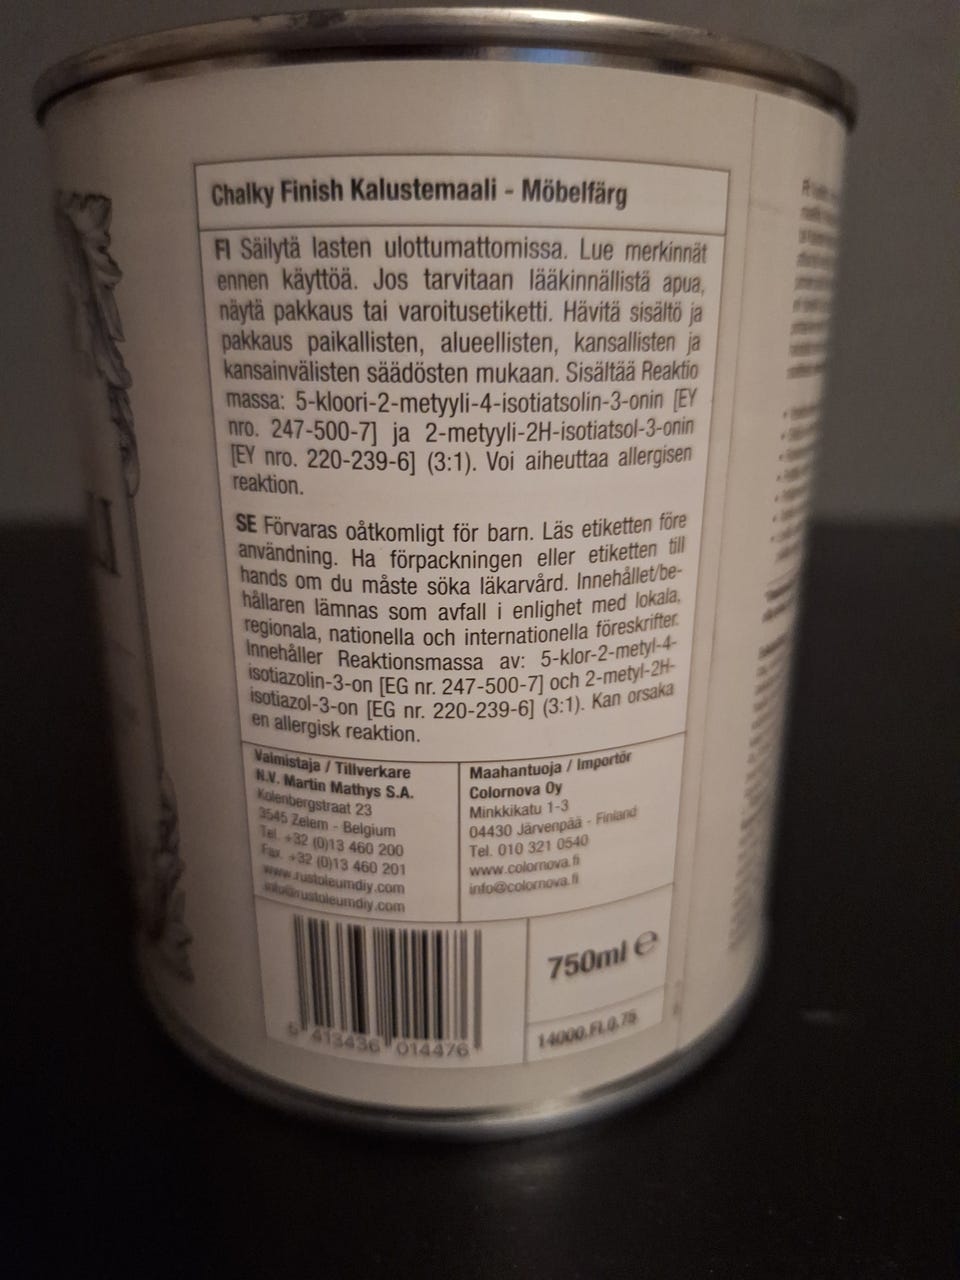 Chalky Finish Kalustemaali - Möbelfärg
FI Säilytä lasten ulottumattomissa. Lue merkinnät
ennen käyttöä. Jos tarvitaan lääkinnällistä apua,
näytä pakkaus tai varoitusetiketti. Hävitä sisältö ja
pakkaus paikallisten, alueellisten, kansallisten ja
kansainvälisten säädösten mukaan. Sisältää Reaktio
massa: 5-kloori-2-metyyli-4-isotiatsolin-3-onin [EY
nro. 247-500-7] ja 2-metyyli-2H-isotiatsol-3-onin
[EY nro. 220-239-6] (3:1). Voi aiheuttaa allergisen
reaktion.
SE Förvaras oåtkomligt för barn. Läs etiketten före
användning. Ha förpackningen eller etiketten till
hands om du måste söka läkarvård. Innehållet/be-
hållaren lämnas som avfall i enlighet med lokala,
regionala, nationella och internationella föreskrifter.
Innehåller Reaktionsmassa av: 5-klor-2-metyl-4-
isotiazolin-3-on [EG nr. 247-500-7] och 2-metyl-2H-
isotiazol-3-on [EG nr. 220-239-6] (3:1). Kan orsaka
en allergisk reaktion.
Valmistaja / Tillverkare
N.V. Martin Mathys S.A.
Kolenbergstraat 23
3545 Zelem - Belgium
Tel. +32 (0)13 460 200
Fax. +32 (0)13 460 201
www.rustoleumdiy.com
info@rustoleumdiy.com
Maahantuoja / Importör
Colornova Oy
Minkkikatu 1-3
04430 Järvenpää - Finland
Tel. 010 321 0540
www.colornova.fi
info@colornova.fi
750ml e
14000.FI.0.75
5 413436 014476